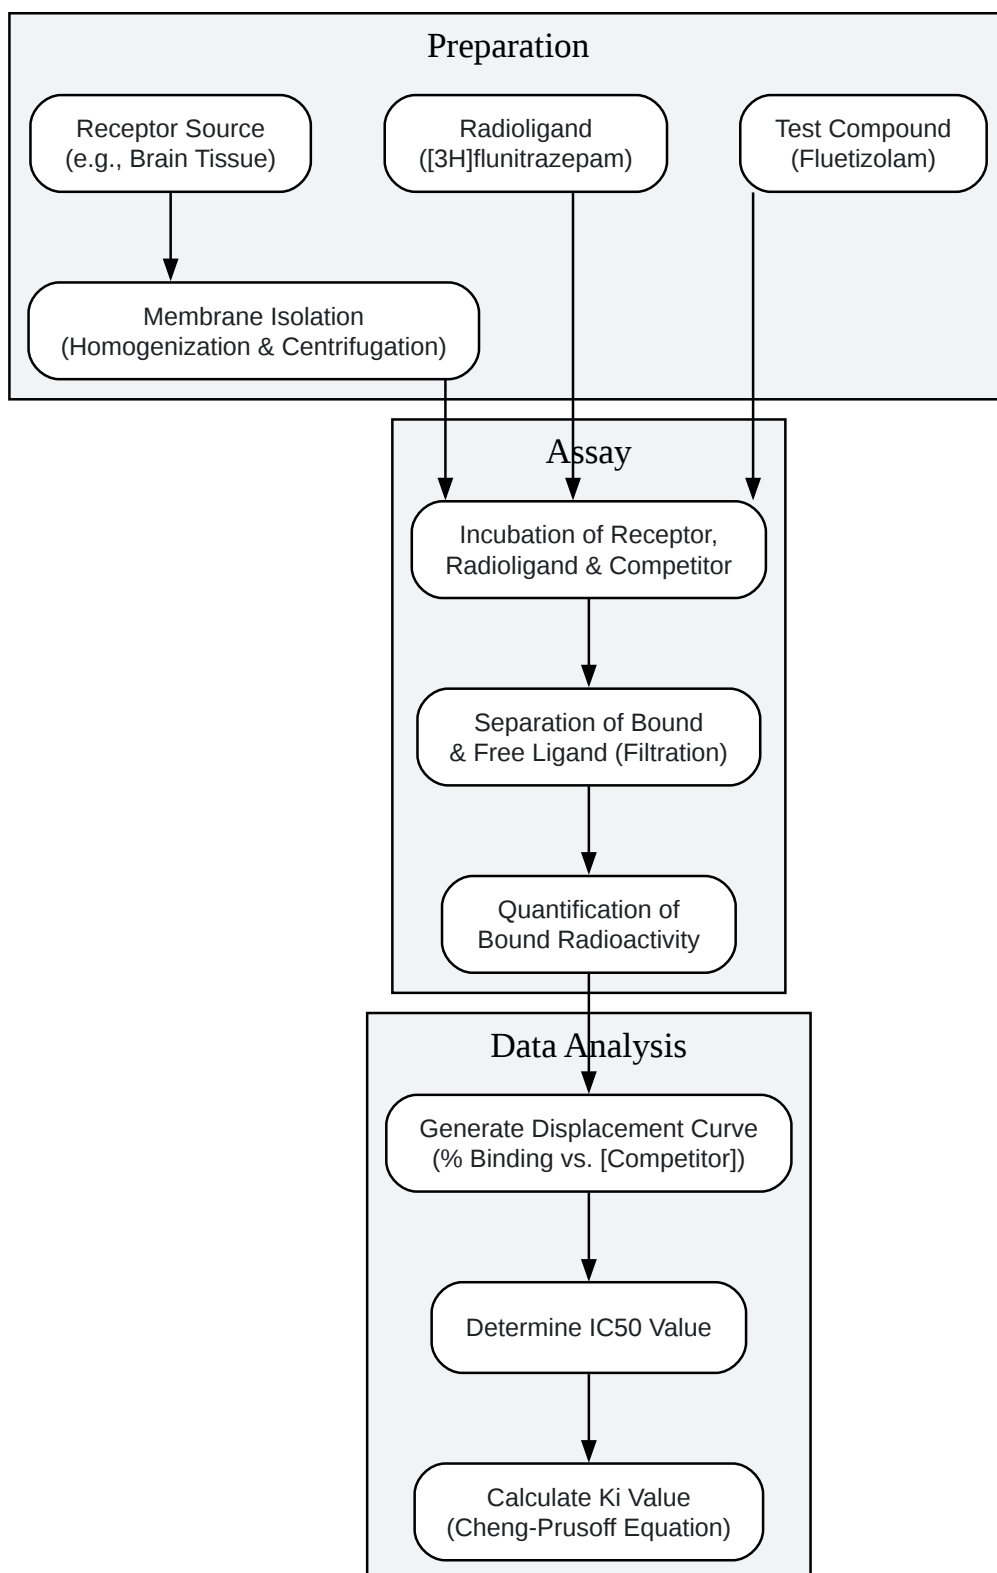 Preparation
Receptor Source
(e.g., Brain Tissue)
Radioligand
([3H]flunitrazepam)
Test Compound
(Fluetizolam)
Membrane Isolation
(Homogenization & Centrifugation)
Assay
Incubation of Receptor,
Radioligand & Competitor
Separation of Bound
& Free Ligand (Filtration)
Quantification of
Bound Radioactivity
Data Analysis
Generate Displacement Curve
(% Binding vs. [Competitor])
Determine IC50 Value
Calculate Ki Value
(Cheng-Prusoff Equation)